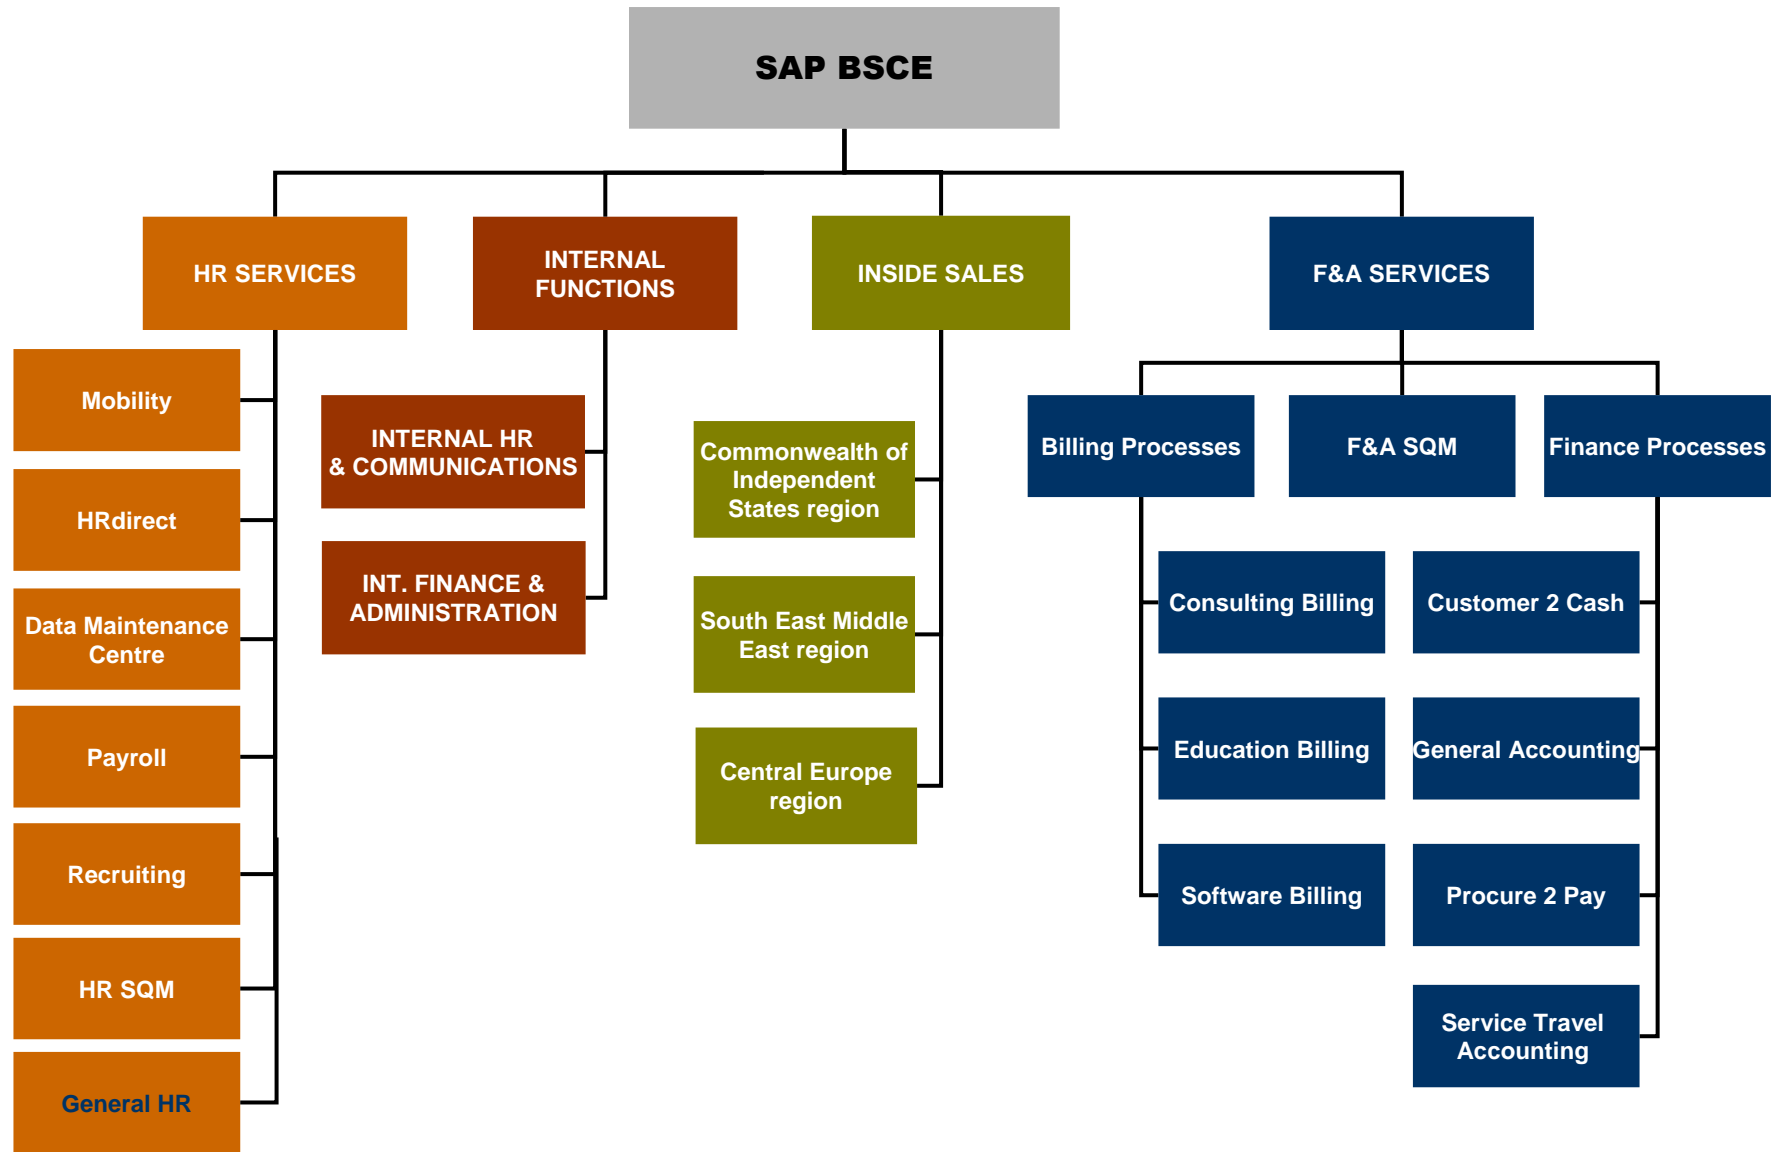 SAP BSCE
HR SERVICES
INTERNAL
FUNCTIONS
INSIDE SALES
F&A SERVICES
Mobility
HRdirect
Data Maintenance
Centre
Payroll
Recruiting
HR SQM
General HR
INTERNAL HR
& COMMUNICATIONS
INT. FINANCE &
ADMINISTRATION
Commonwealth of
Independent
States region
South East Middle
East region
Central Europe
region
Billing Processes
F&A SQM
Finance Processes
Consulting Billing
Education Billing
Software Billing
Customer 2 Cash
General Accounting
Procure 2 Pay
Service Travel
Accounting